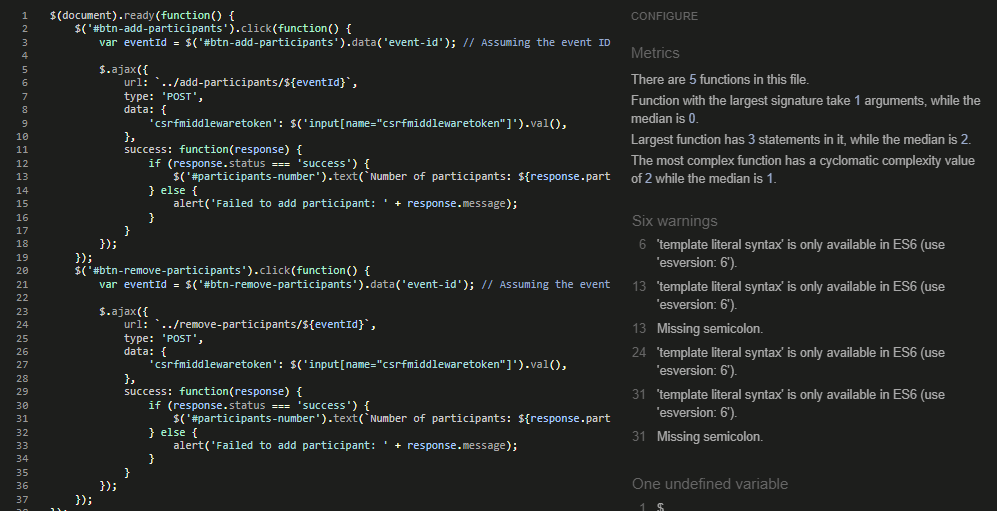 1 $(document).ready(function() {
2 $('#btn-add-participants').click(function() {
3 var eventId = $('#btn-add-participants').data('event-id'); // Assuming the event ID
4
5 $.ajax({
6 url: `../add-participants/${eventId}`,
7 type: 'POST',
8 data: {
9 'csrfmiddlewaretoken': $('input[name="csrfmiddlewaretoken"]').val(),
10 },
11 success: function(response) {
12 if (response.status === 'success') {
13 $('#participants-number').text(`Number of participants: ${response.part
14 } else {
15 alert('Failed to add participant: ' + response.message);
16 }
17 }
18 });
19 });
20 $('#btn-remove-participants').click(function() {
21 var eventId = $('#btn-remove-participants').data('event-id'); // Assuming the event
22
23 $.ajax({
24 url: `../remove-participants/${eventId}`,
25 type: 'POST',
26 data: {
27 'csrfmiddlewaretoken': $('input[name="csrfmiddlewaretoken"]').val(),
28 },
29 success: function(response) {
30 if (response.status === 'success') {
31 $('#participants-number').text(`Number of participants: ${response.part
32 } else {
33 alert('Failed to add participant: ' + response.message);
34 }
35 }
36 });
37 });
38 });
CONFIGURE
Metrics
There are 5 functions in this file.
Function with the largest signature take 1 arguments, while the
median is 0.
Largest function has 3 statements in it, while the median is 2.
The most complex function has a cyclomatic complexity value
of 2 while the median is 1.
Six warnings
6 'template literal syntax' is only available in ES6 (use
'esversion: 6').
13 'template literal syntax' is only available in ES6 (use
'esversion: 6').
13 Missing semicolon.
24 'template literal syntax' is only available in ES6 (use
'esversion: 6').
31 'template literal syntax' is only available in ES6 (use
'esversion: 6').
31 Missing semicolon.
One undefined variable
1 $